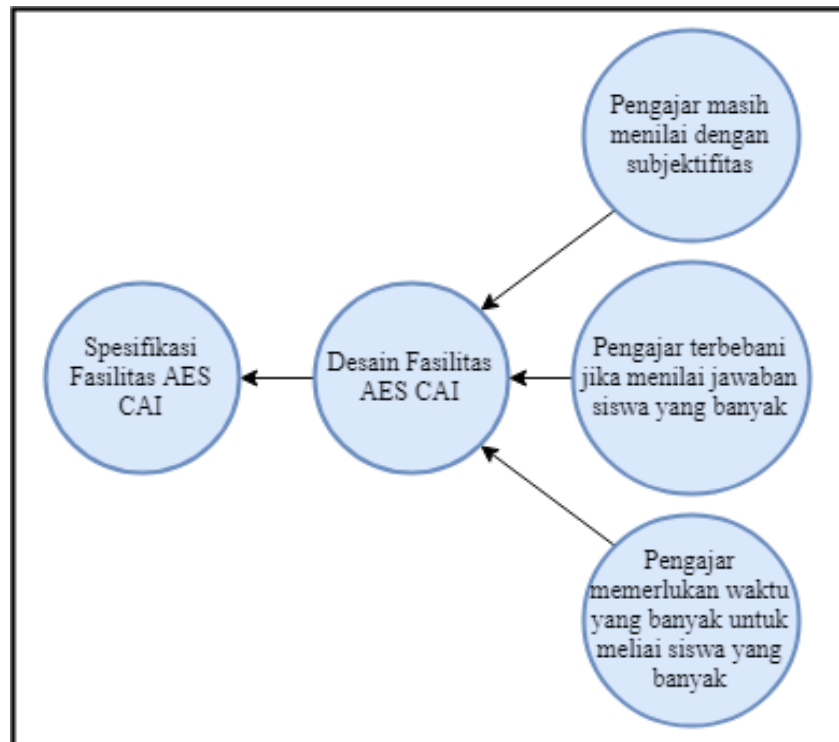 Pengajar masih
menilai dengan
subjektifitas
Spesifikasi
Fasilitas AES
CAI
Desain Fasilitas
AES CAI
Pengajar terbebani
jika menilai jawaban
siswa yang banyak
Pengajar
memerlukan waktu
yang banyak untuk
meliai siswa yang
banyak